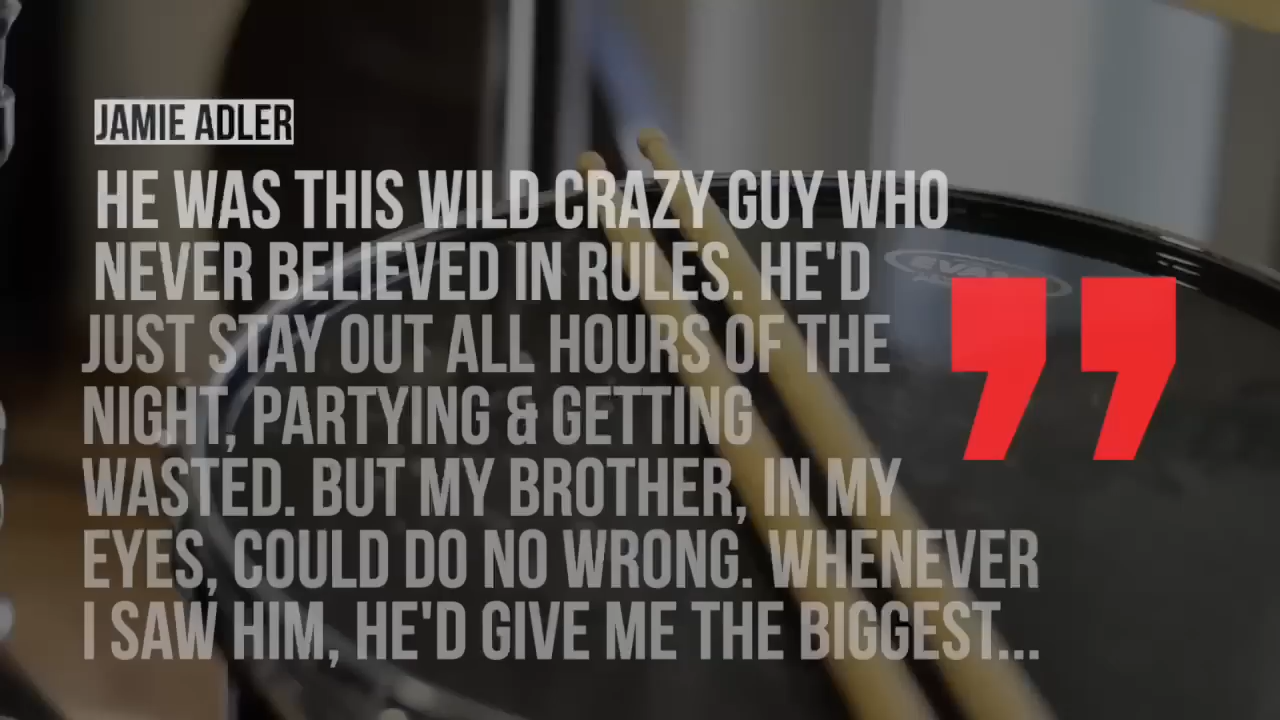 JAMIE ADLER
HE WAS THIS WILD CRAZY GUY WHO
NEVER BELIEVED IN RULES. HE'D
JUST STAY OUT ALL HOURS OF THE
NIGHT, PARTYING & GETTING
WASTED. BUT MY BROTHER, IN MY
EYES, COULD DO NO WRONG. WHENEVER
I SAW HIM, HE'D GIVE ME THE BIGGEST...
EVANS